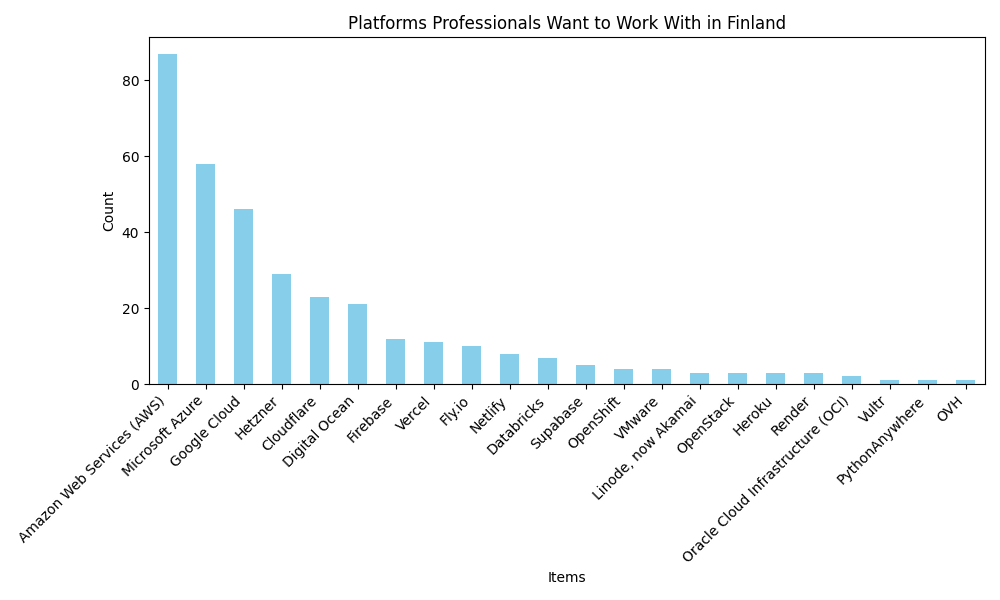 Platforms Professionals Want to Work With in Finland
Count
80
60
40
20
0
Amazon Web Services (AWS)
Microsoft Azure
Google Cloud
Hetzner
Cloudflare
Digital Ocean
Firebase
Vercel
Fly.io
Netlify
Databricks
Supabase
OpenShift
VMware
Linode, now Akamai
OpenStack
Heroku
Render
Oracle Cloud Infrastructure (OCI)
Vultr
PythonAnywhere
OVH
Items